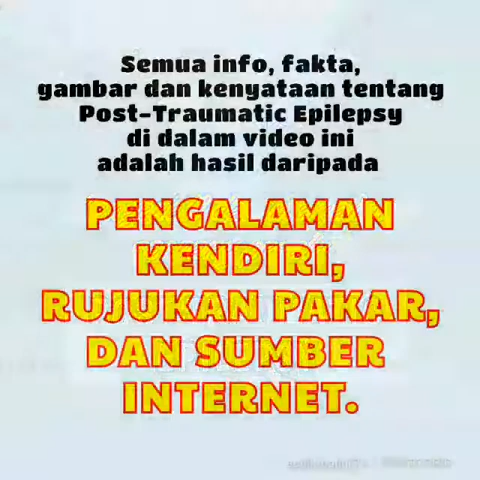 Semua info, fakta,
gambar dan kenyataan tentang
Post-Traumatic Epilepsy
di dalam video ini
adalah hasil daripada
PENGALAMAN
KENDIRI,
RUJUKAN PAKAR,
DAN SUMBER
INTERNET.